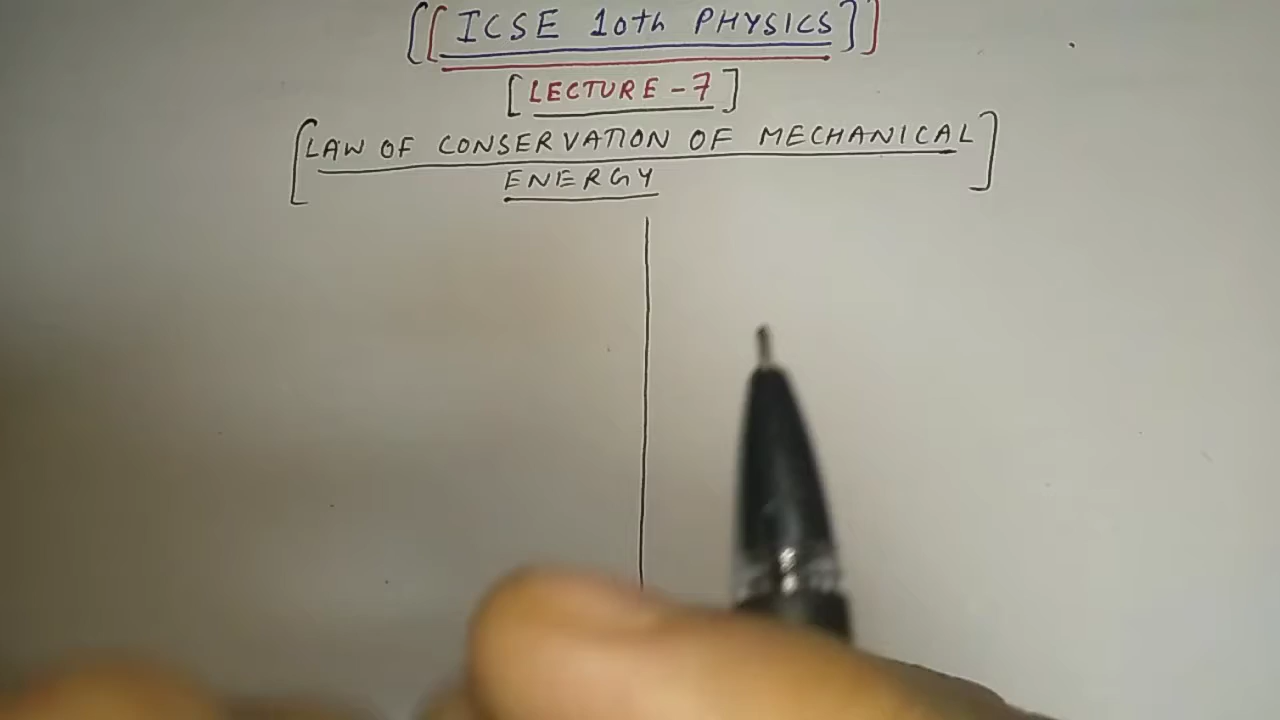 [[ICSE 10th PHYSICS]]
[LECTURE-7]
[LAW OF CONSERVATION OF MECHANICAL
ENERGY]